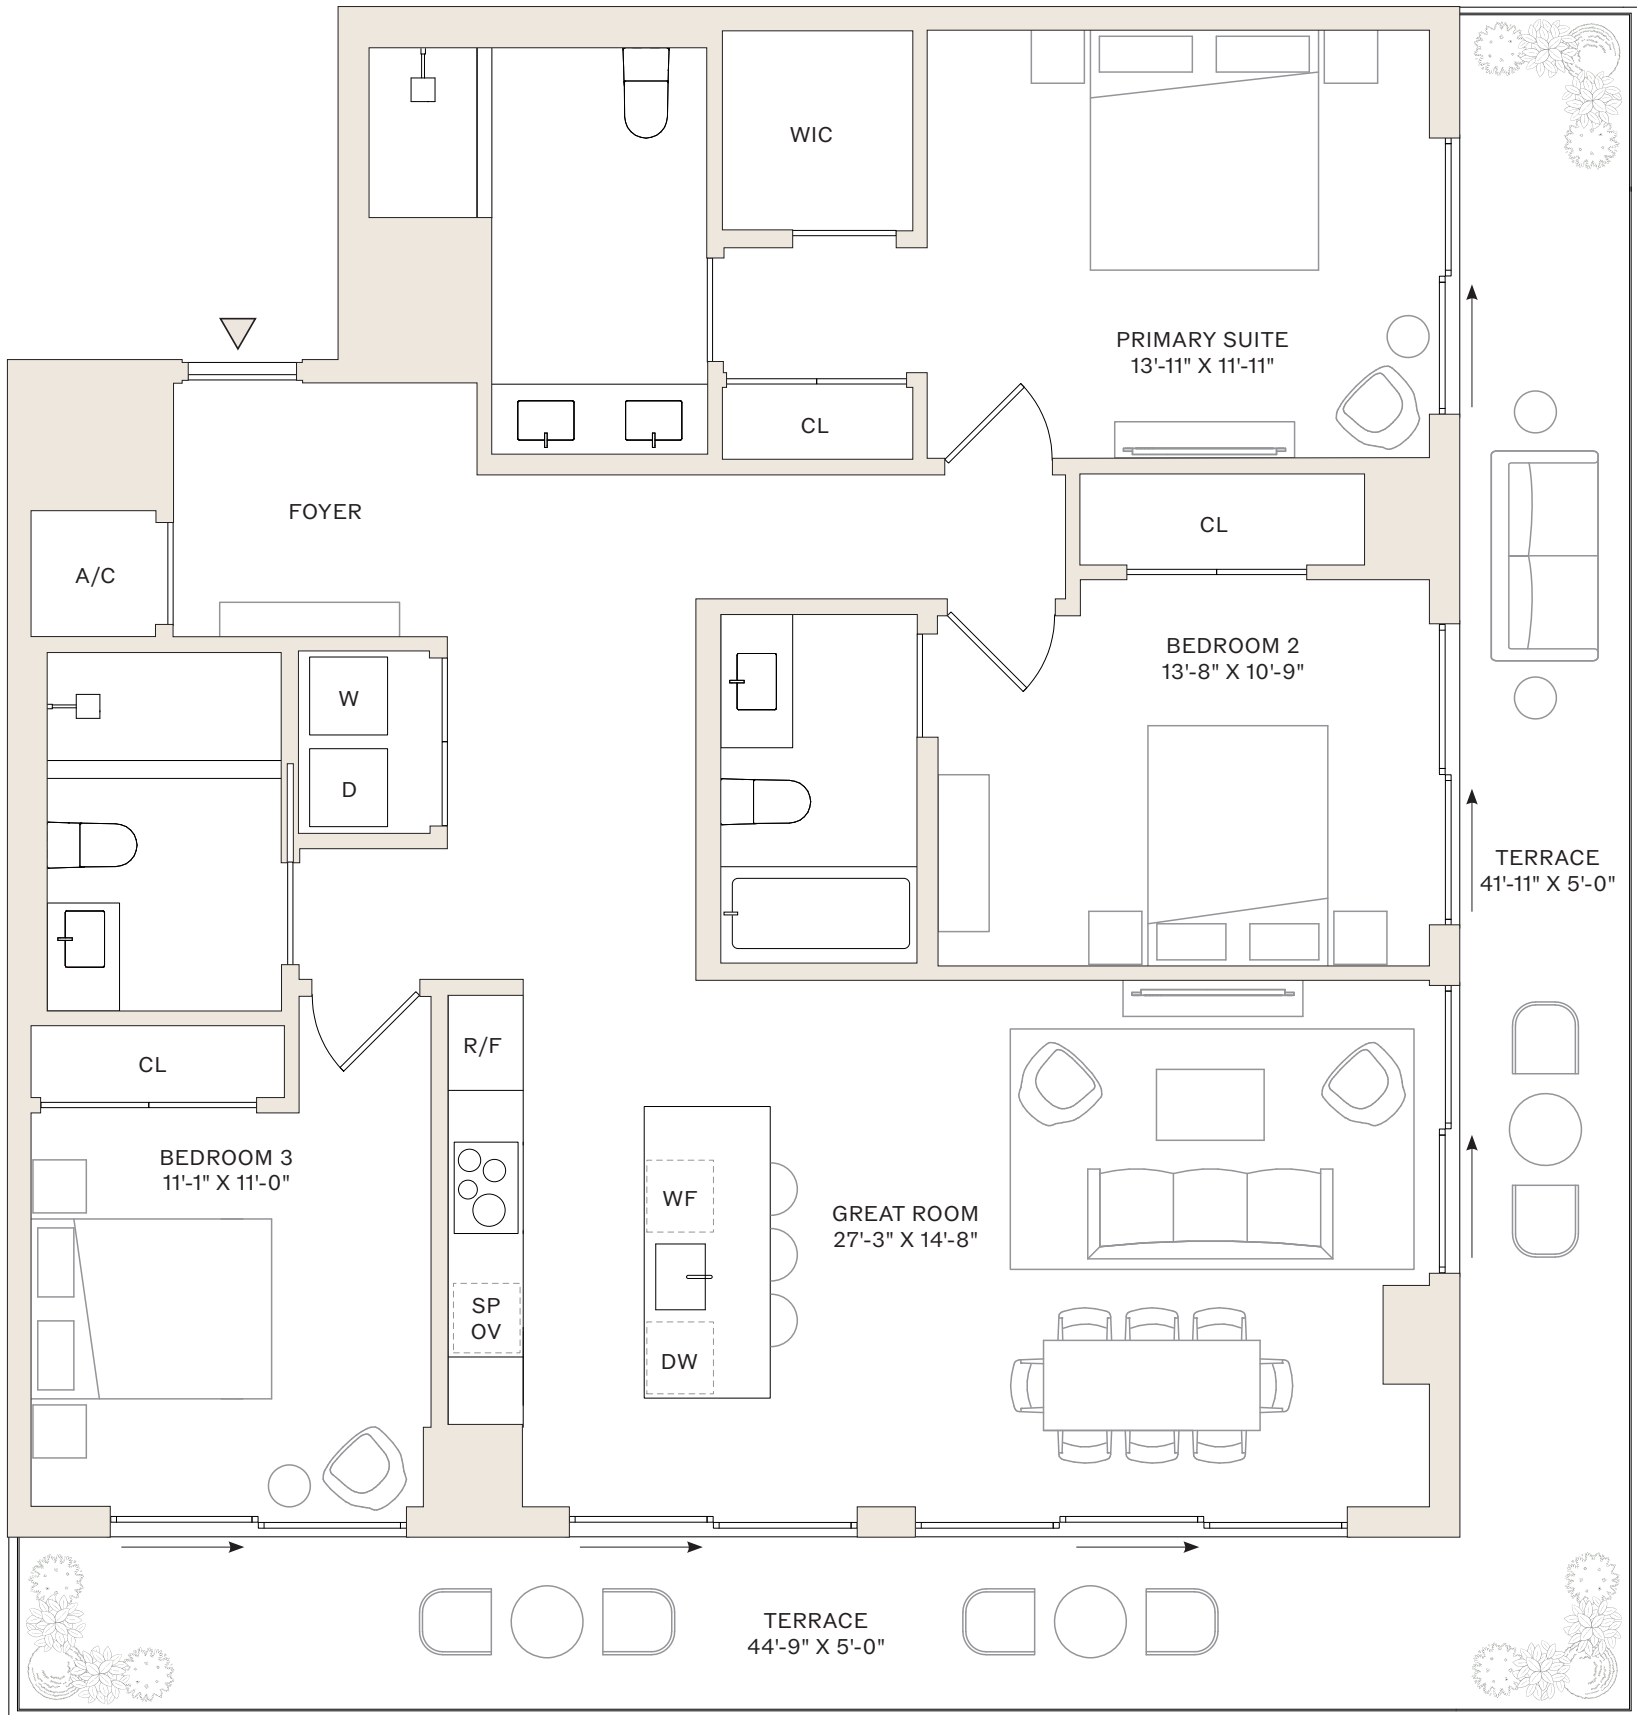 WIC
PRIMARY SUITE
13'-11" X 11'-11"
CL
FOYER
CL
A/C
BEDROOM 2
13'-8" X 10'-9"
W
D
TERRACE
41'-11" X 5'-0"
R/F
CL
BEDROOM 3
11'-1" X 11'-0"
WF
GREAT ROOM
27'-3" X 14'-8"
SP
OV
DW
TERRACE
44'-9" X 5'-0"